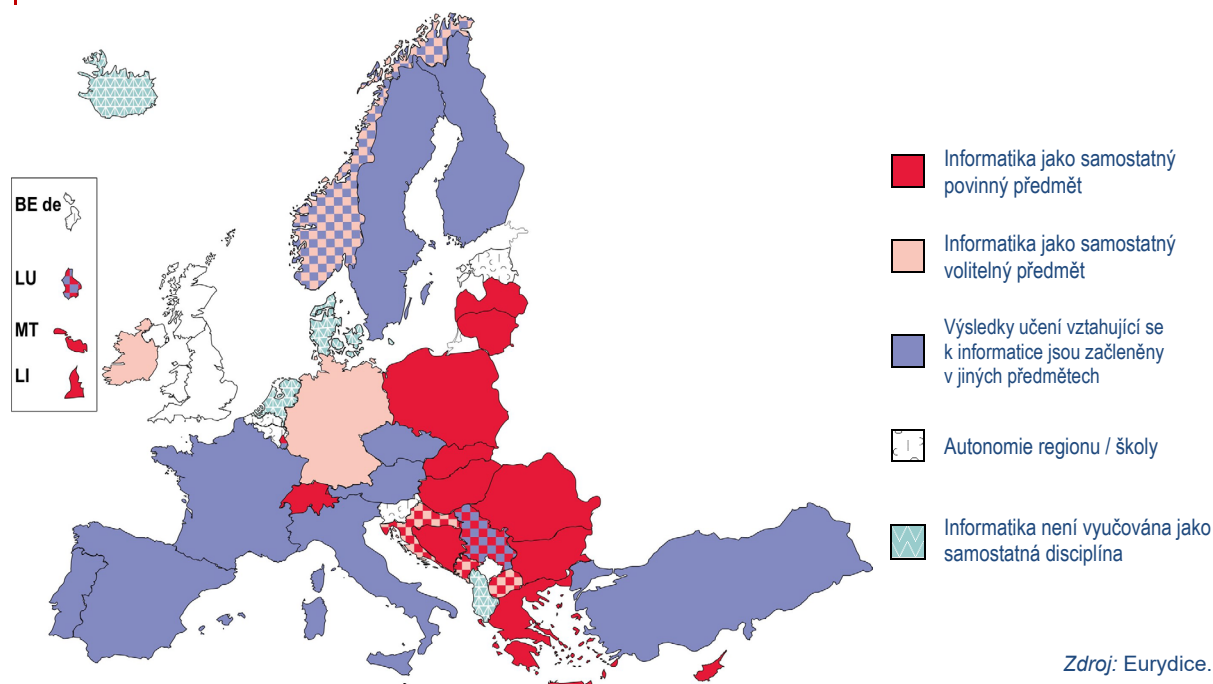 BE de
LU
MT
LI
Informatika jako samostatný
povinný předmět
Informatika jako samostatný
volitelný předmět
Výsledky učení vztahující se
k informatice jsou začleněny
v jiných předmětech
Autonomie regionu / školy
Informatika není vyučována jako
samostatná disciplína
Zdroj: Eurydice.